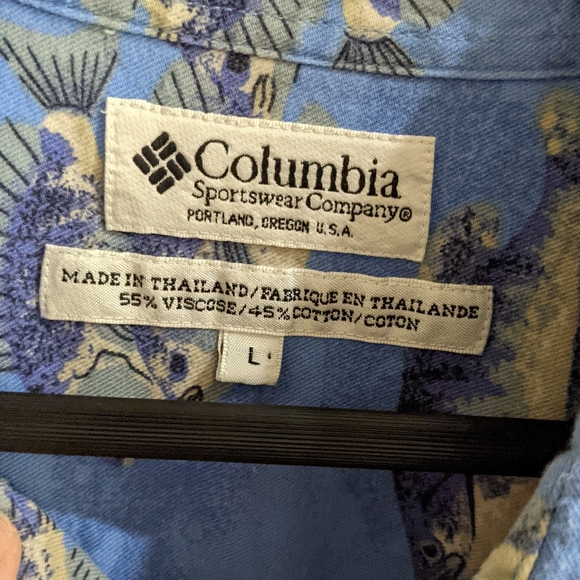 Columbia
Sportswear Company®
PORTLAND, OREGON U.S.A.
MADE IN THAILAND/FABRIQUE EN THAILANDE
55% VISCOSE/45% COTTON/COTON
L